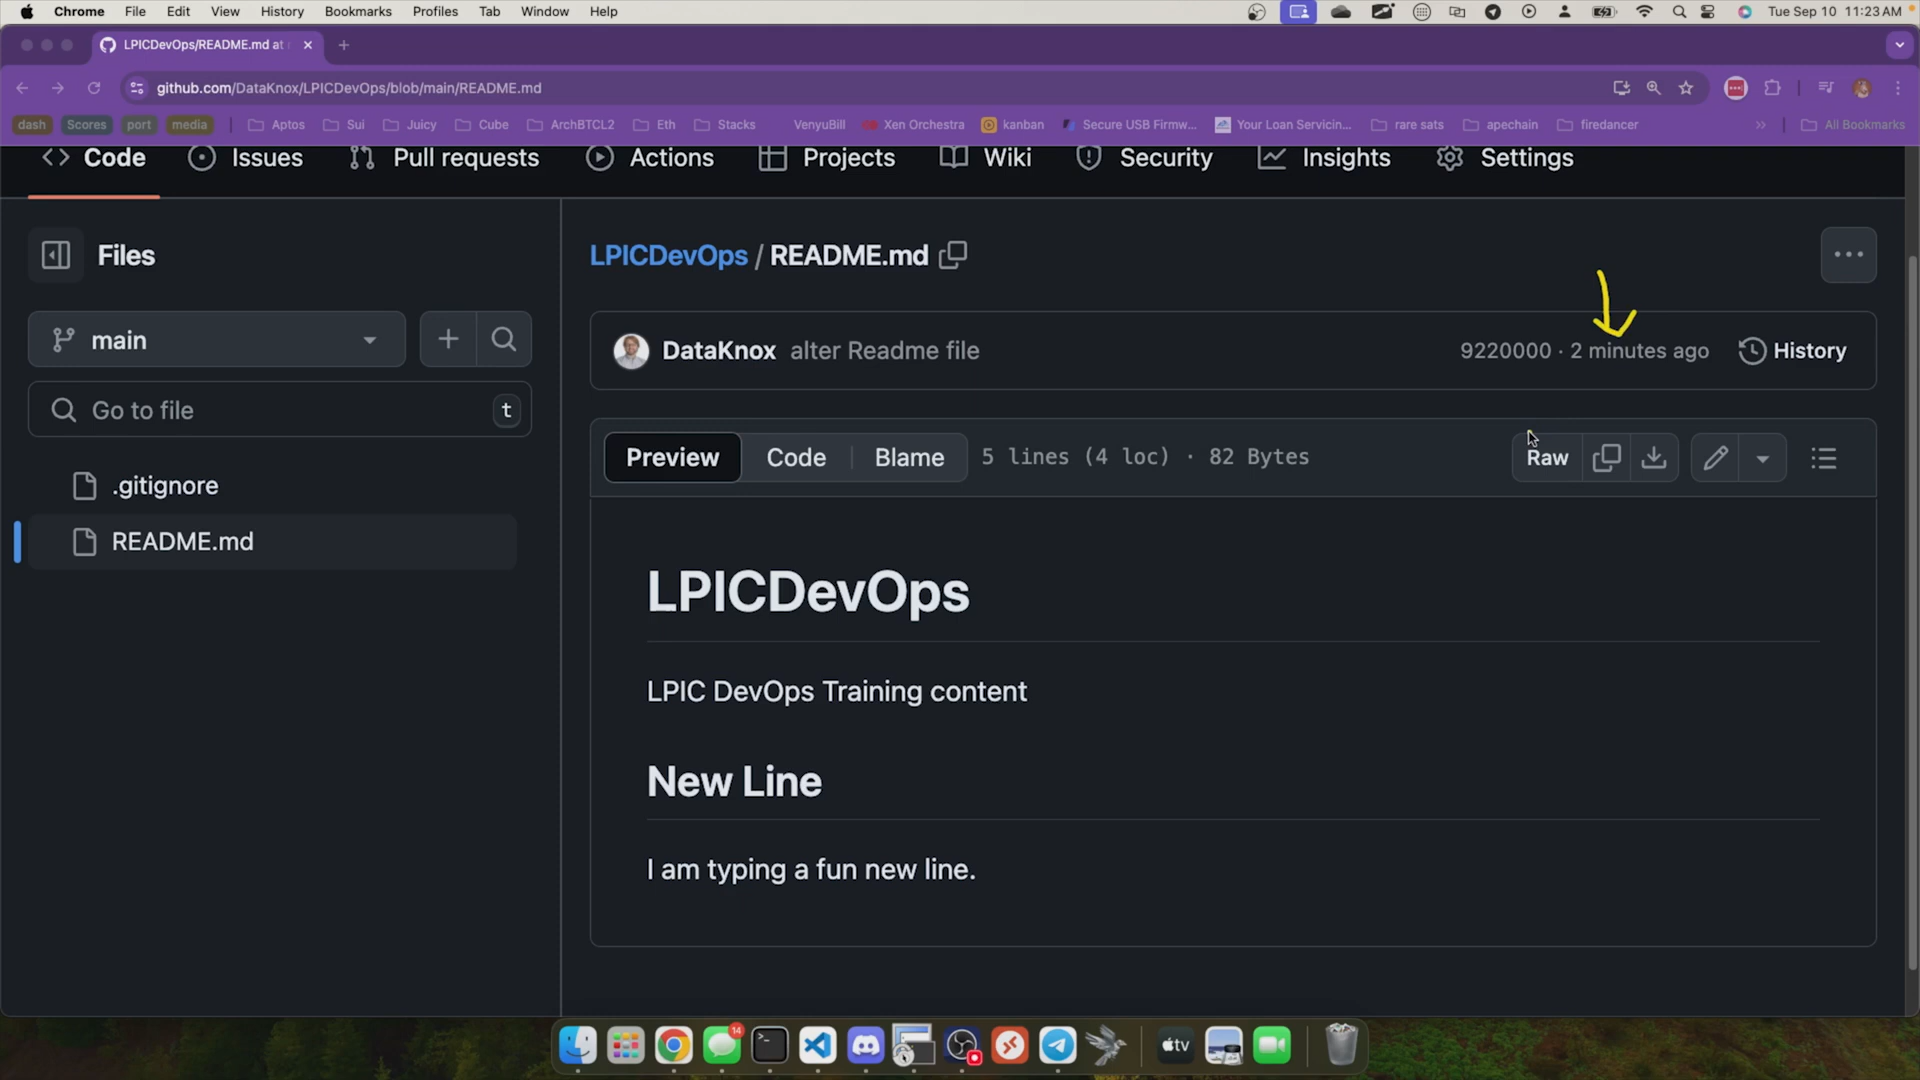 Chrome File Edit View History Bookmarks Profiles Tab Window Help Tue Sep 10 11:23 AM
LPICDevOps/README.md at
github.com/DataKnox/LPICDevOps/blob/main/README.md
dash Scores port media Aptos Sui Juicy Cube ArchBTCL2 Eth Stacks VenyuBill Xen Orchestra kanban Secure USB Firmw... Your Loan Servicin... rare sats apechain firedancer » All Bookmarks
Code Issues Pull requests Actions Projects Wiki Security Insights Settings
Files
LPICDevOps / README.md
main
DataKnox alter Readme file 9220000 · 2 minutes ago History
Go to file t
Preview Code Blame 5 lines (4 loc) · 82 Bytes Raw
.gitignore
README.md
LPICDevOps
LPIC DevOps Training content
New Line
I am typing a fun new line.
14
tv